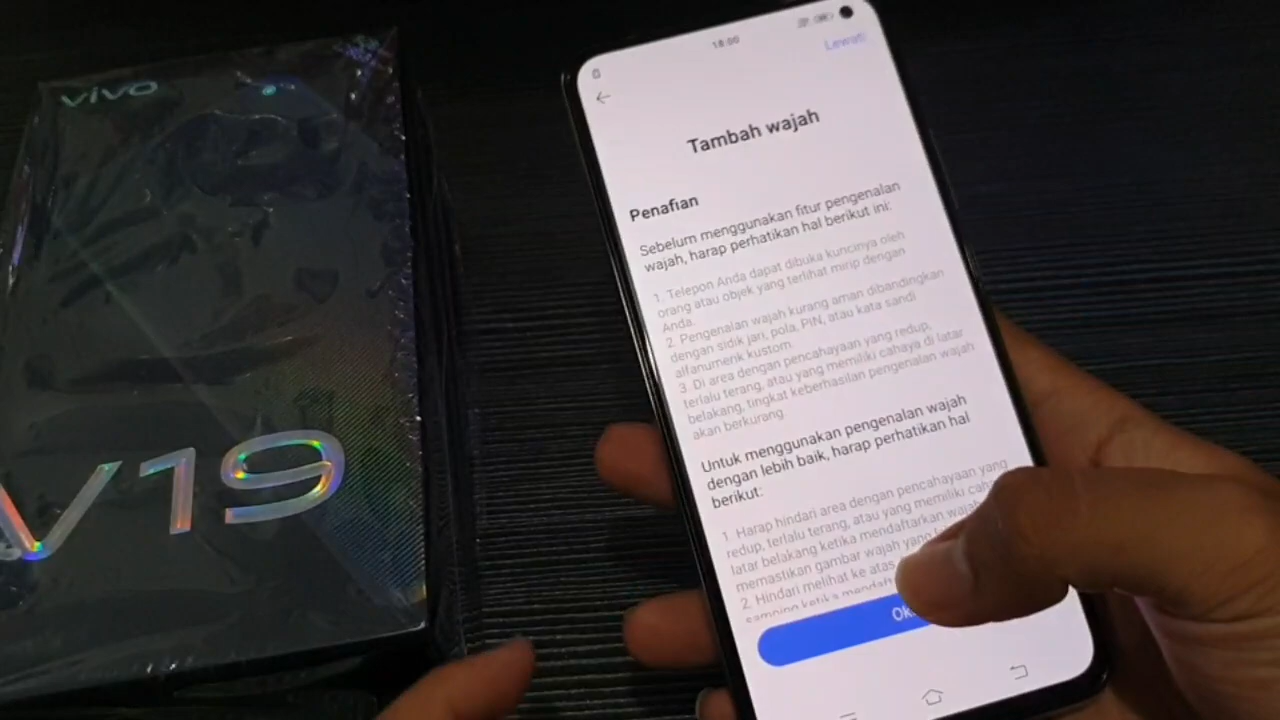 vivo
V19
18:00
Lewati
Tambah wajah
Penafian
Sebelum menggunakan fitur pengenalan
wajah, harap perhatikan hal berikut ini:
1. Telepon Anda dapat dibuka kuncinya oleh
orang atau objek yang terlihat mirip dengan
Anda.
2. Pengenalan wajah kurang aman dibandingkan
dengan sidik jari, pola, PIN, atau kata sandi
alfanumerik kustom.
3. Di area dengan pencahayaan yang redup,
terlalu terang, atau yang memiliki cahaya di latar
belakang, tingkat keberhasilan pengenalan wajah
akan berkurang
Untuk menggunakan pengenalan wajah
dengan lebih baik, harap perhatikan hal
berikut:
1. Harap hindari area dengan pencahayaan yang
redup, terlalu terang, atau yang memiliki
latar belakang ketika mendaftarkan wajah
memastikan gambar wajah yang
2. Hindari melihat ke atas
samping ketika